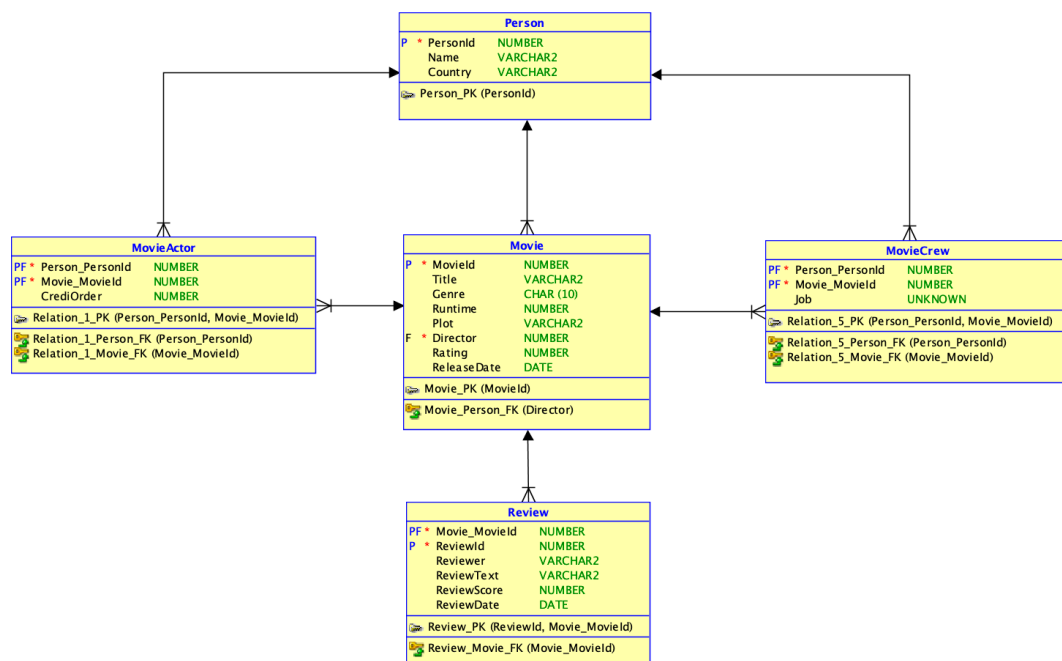 Person
P * PersonId NUMBER
Name VARCHAR2
Country VARCHAR2
Person_PK (PersonId)
MovieActor
PF * Person_PersonId NUMBER
PF * Movie_MovieId NUMBER
CrediOrder NUMBER
Relation_1_PK (Person_PersonId, Movie_MovieId)
Relation_1_Person_FK (Person_PersonId)
Relation_1_Movie_FK (Movie_MovieId)
Movie
P * MovieId NUMBER
Title VARCHAR2
Genre CHAR (10)
Runtime NUMBER
Plot VARCHAR2
F * Director NUMBER
Rating NUMBER
ReleaseDate DATE
Movie_PK (MovieId)
Movie_Person_FK (Director)
MovieCrew
PF * Person_PersonId NUMBER
PF * Movie_MovieId NUMBER
Job UNKNOWN
Relation_5_PK (Person_PersonId, Movie_MovieId)
Relation_5_Person_FK (Person_PersonId)
Relation_5_Movie_FK (Movie_MovieId)
Review
PF * Movie_MovieId NUMBER
P * ReviewId NUMBER
Reviewer VARCHAR2
ReviewText VARCHAR2
ReviewScore NUMBER
ReviewDate DATE
Review_PK (ReviewId, Movie_MovieId)
Review_Movie_FK (Movie_MovieId)